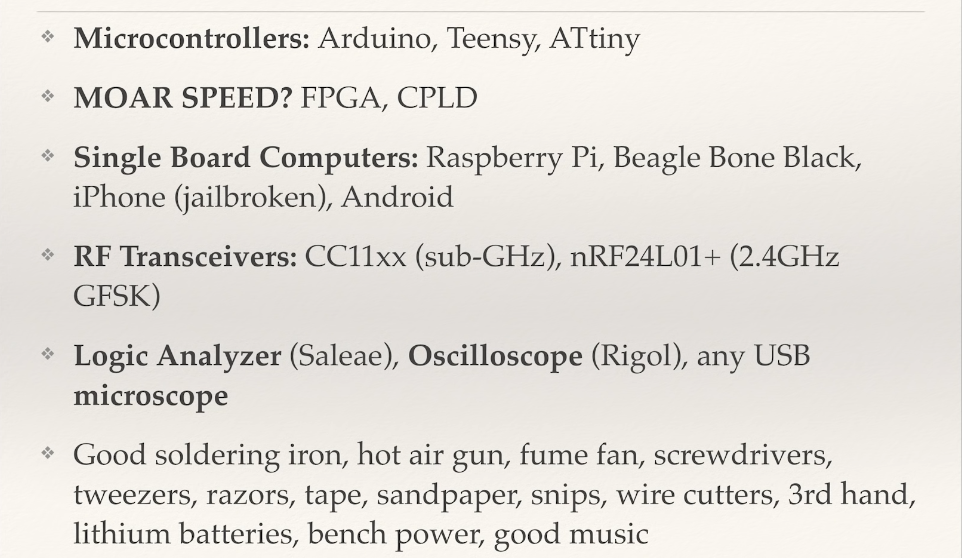 ❖ Microcontrollers: Arduino, Teensy, ATtiny
❖ MOAR SPEED? FPGA, CPLD
❖ Single Board Computers: Raspberry Pi, Beagle Bone Black,
iPhone (jailbroken), Android
❖ RF Transceivers: CC11xx (sub-GHz), nRF24L01+ (2.4GHz
GFSK)
❖ Logic Analyzer (Saleae), Oscilloscope (Rigol), any USB
microscope
❖ Good soldering iron, hot air gun, fume fan, screwdrivers,
tweezers, razors, tape, sandpaper, snips, wire cutters, 3rd hand,
lithium batteries, bench power, good music